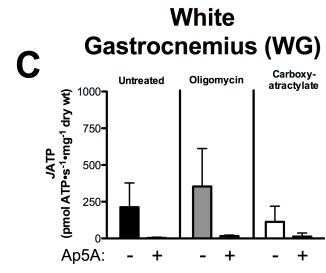 White
Gastrocnemius (WG)
C
Untreated
Oligomycin
Carboxy-
atractylate
JATP
(pmol ATP•s⁻¹•mg⁻¹ dry wt)
1000
750
500
250
0
Ap5A: - + - + - +